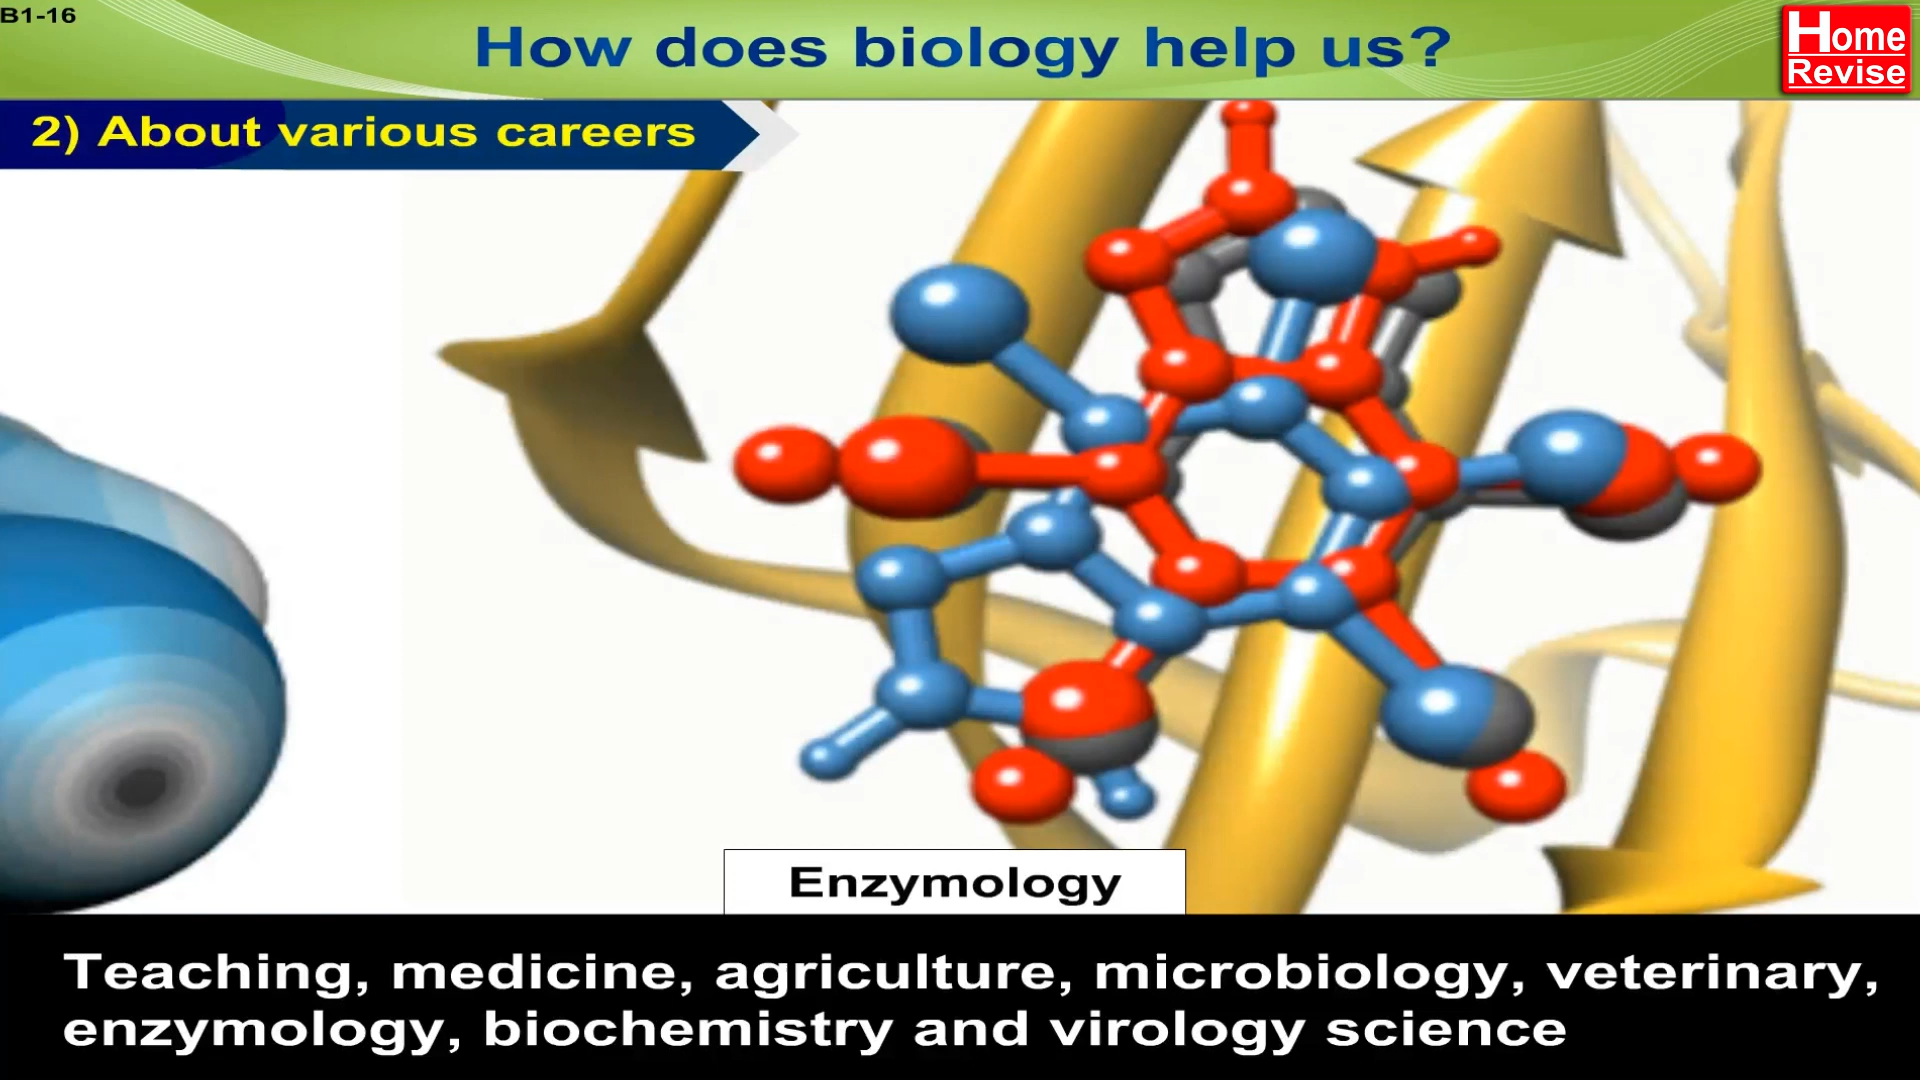 B1-16
How does biology help us?
Home
Revise
2) About various careers
Enzymology
Teaching, medicine, agriculture, microbiology, veterinary,
enzymology, biochemistry and virology science